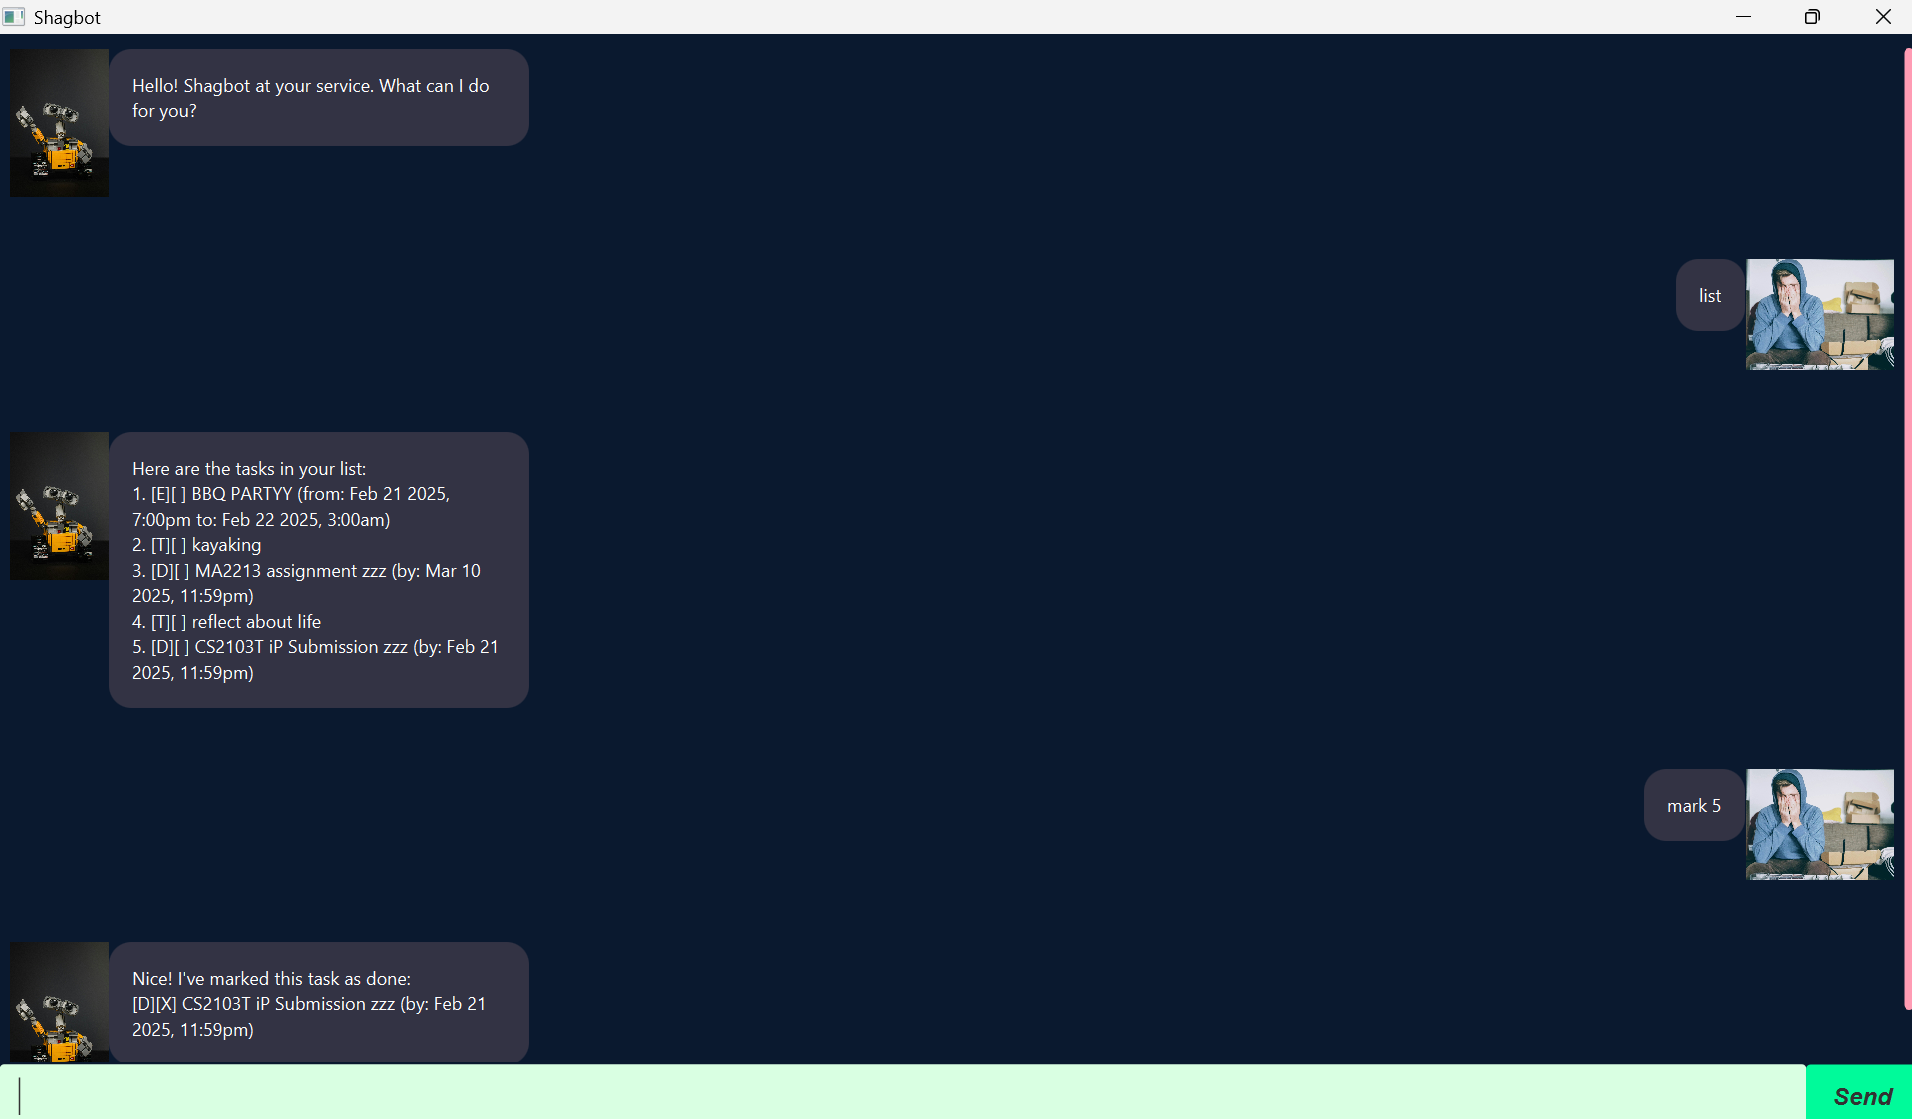 Shagbot
Hello! Shagbot at your service. What can I do
for you?
list
Here are the tasks in your list:
1. [E][ ] BBQ PARTYY (from: Feb 21 2025,
7:00pm to: Feb 22 2025, 3:00am)
2. [T][ ] kayaking
3. [D][ ] MA2213 assignment zzz (by: Mar 10
2025, 11:59pm)
4. [T][ ] reflect about life
5. [D][ ] CS2103T iP Submission zzz (by: Feb 21
2025, 11:59pm)
mark 5
Nice! I've marked this task as done:
[D][X] CS2103T iP Submission zzz (by: Feb 21
2025, 11:59pm)
Send